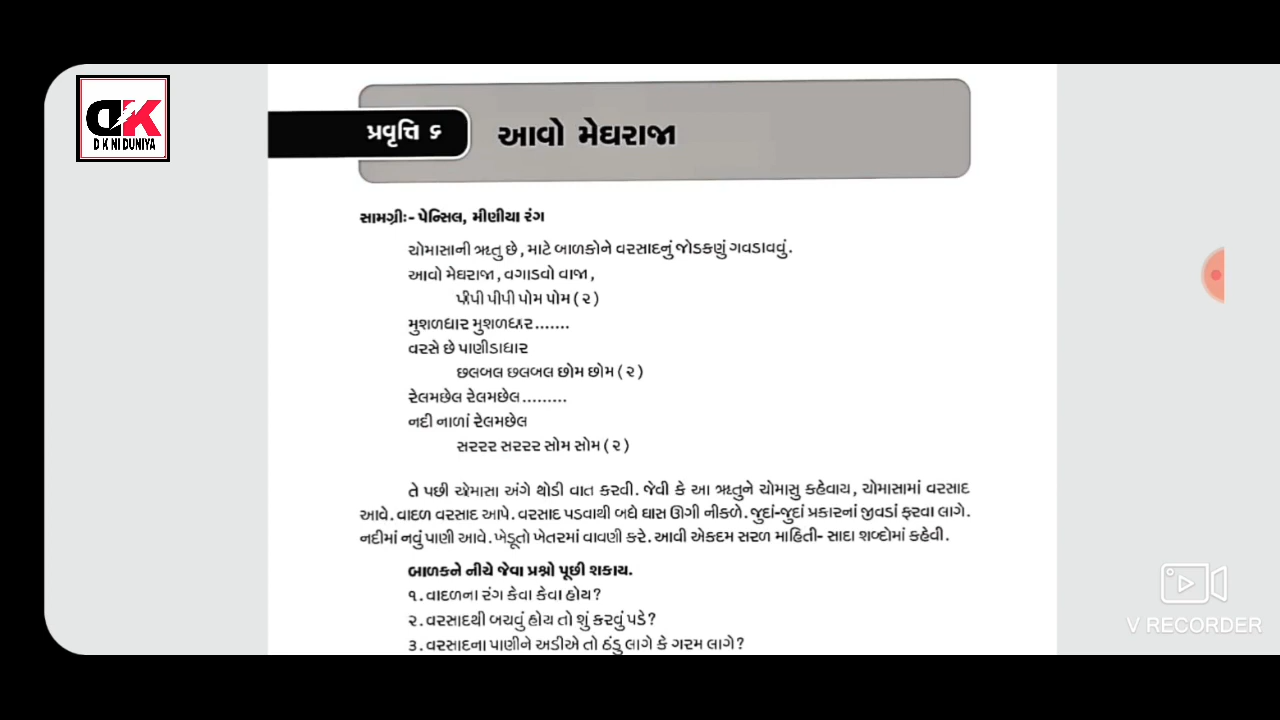 DK
D K NI DUNIYA
પ્રવૃત્તિ ૬
આવો મેઘરાજા
સામગ્રી:- પેન્સિલ, મીણીયા રંગ
ચોમાસાની ઋતુ છે, માટે બાળકોને વરસાદનું જોડકણું ગવડાવવું.
આવો મેઘરાજા, વગાડવો વાજા,
પીપી પીપી પોમ પોમ (૨)
મુશળધાર મુશળધાર.......
વરસે છે પાણીડાધાર
છલબલ છલબલ છોમ છોમ (૨)
રેલમછેલ રેલમછેલ.........
નદી નાળાં રેલમછેલ
સરરર સરરર સોમ સોમ (૨)
તે પછી ચોમાસા અંગે થોડી વાત કરવી. જેવી કે આ ઋતુને ચોમાસુ કહેવાય, ચોમાસામાં વરસાદ
આવે. વાદળ વરસાદ આપે. વરસાદ પડવાથી બધે ઘાસ ઊગી નીકળે. જુદાં-જુદાં પ્રકારનાં જીવડાં ફરવા લાગે.
નદીમાં નવું પાણી આવે. ખેડૂતો ખેતરમાં વાવણી કરે. આવી એકદમ સરળ માહિતી- સાદા શબ્દોમાં કહેવી.
બાળકને નીચે જેવા પ્રશ્નો પૂછી શકાય.
૧. વાદળના રંગ કેવા કેવા હોય?
૨. વરસાદથી બચવું હોય તો શું કરવું પડે?
૩. વરસાદના પાણીને અડીએ તો ઠંડુ લાગે કે ગરમ લાગે?
V RECORDER